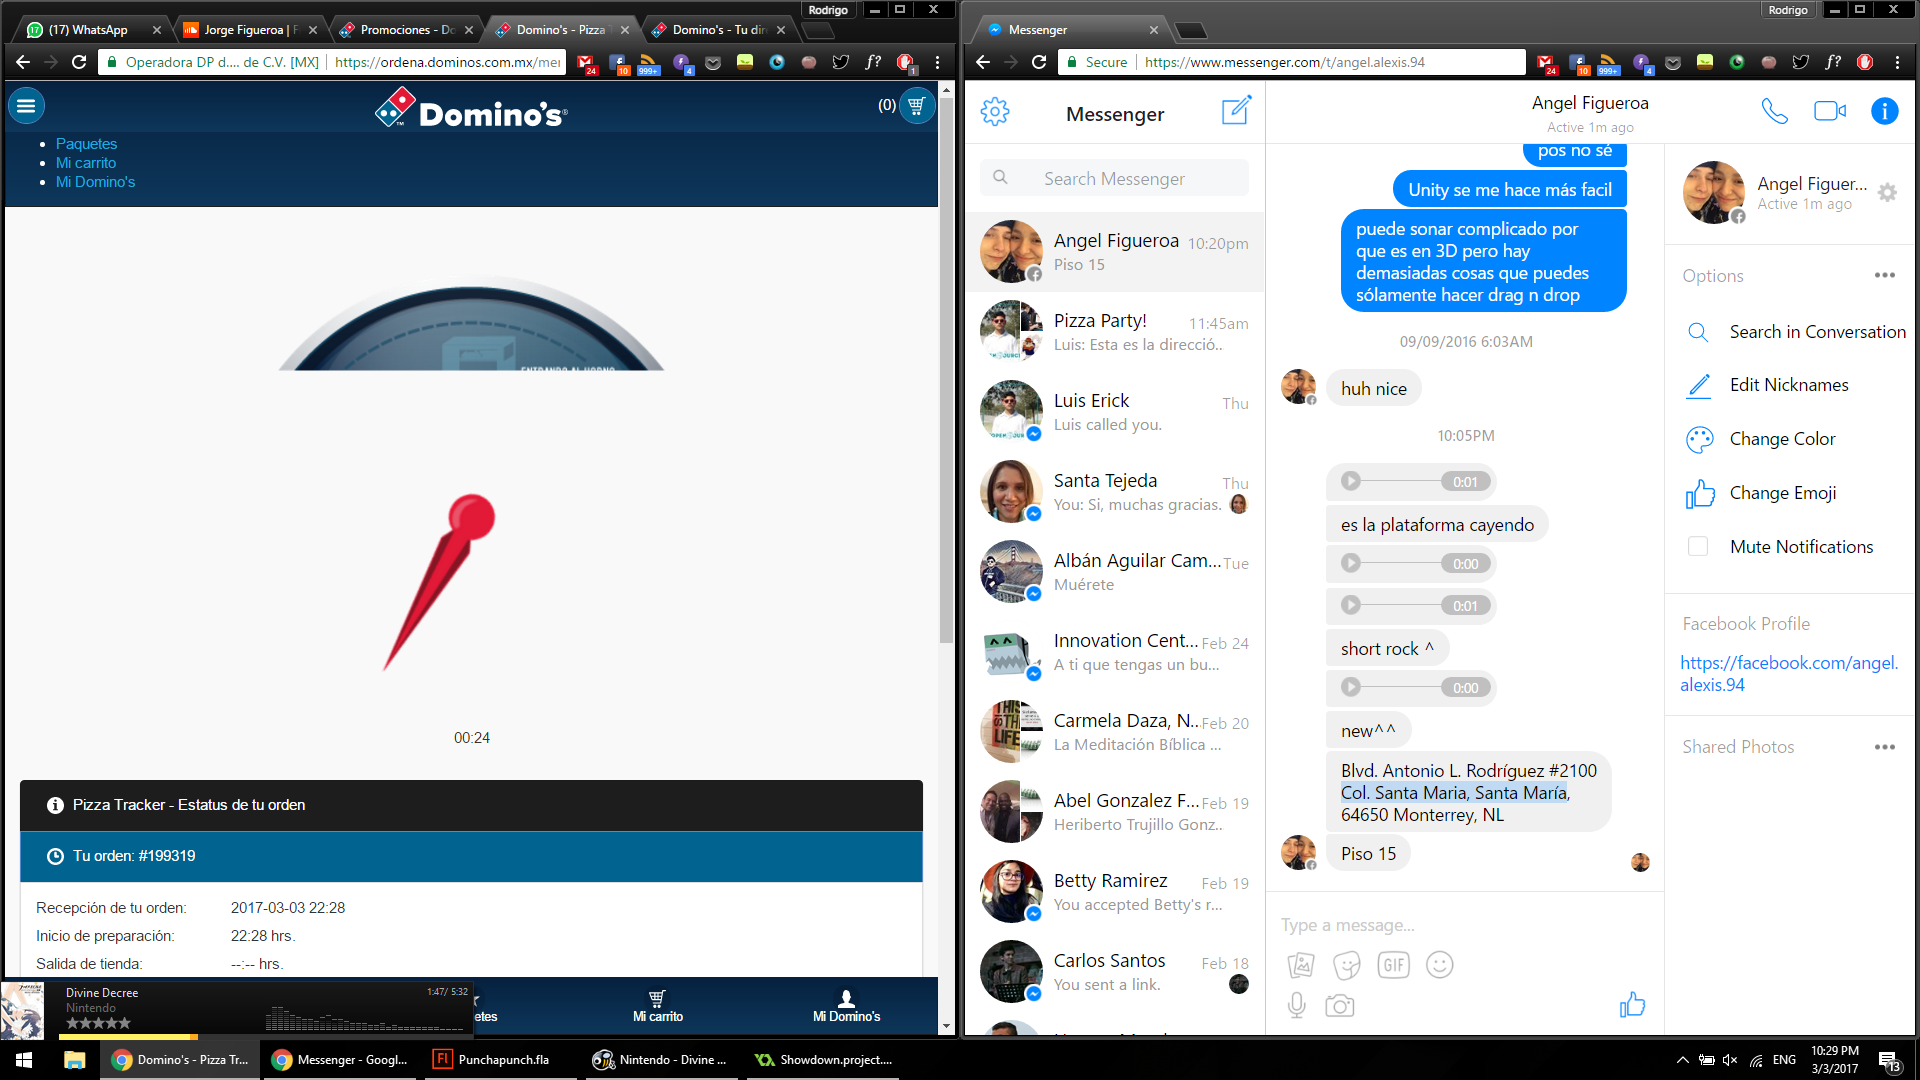 Rodrigo
(17) WhatsApp
Jorge Figueroa | F
Promociones - Do
Domino's - Pizza T
Domino's - Tu dire
Operadora DP d.... de C.V. [MX]
https://ordena.dominos.com.mx/me
24
10
999+
4
f?
1
Domino's
(0)
Paquetes
Mi carrito
Mi Domino's
00:24
Pizza Tracker - Estatus de tu orden
Tu orden: #199319
Recepción de tu orden: 2017-03-03 22:28
Inicio de preparación: 22:28 hrs.
Salida de tienda: --:-- hrs.
Divine Decree
1:47/ 5:32
Nintendo
etes
Mi carrito
Mi Domino's
Rodrigo
Messenger
Secure
https://www.messenger.com/t/angel.alexis.94
24
10
999+
4
f?
Messenger
Search Messenger
Angel Figueroa 10:20pm
Piso 15
Pizza Party! 11:45am
Luis: Esta es la direcció..
Luis Erick Thu
Luis called you.
Santa Tejeda Thu
You: Si, muchas gracias.
Albán Aguilar Cam... Tue
Muérete
Innovation Cent... Feb 24
A ti que tengas un bu...
Carmela Daza, N... Feb 20
La Meditación Bíblica ...
Abel Gonzalez F... Feb 19
Heriberto Trujillo Gonz..
Betty Ramirez Feb 19
You accepted Betty's r...
Carlos Santos Feb 18
You sent a link.
Angel Figueroa
Active 1m ago
pos no sé
Unity se me hace más facil
puede sonar complicado por
que es en 3D pero hay
demasiadas cosas que puedes
sólamente hacer drag n drop
09/09/2016 6:03AM
huh nice
10:05PM
0:01
es la plataforma cayendo
0:00
0:01
short rock ^
0:00
new^^
Blvd. Antonio L. Rodríguez #2100
Col. Santa Maria, Santa María,
64650 Monterrey, NL
Piso 15
Type a message...
GIF
Angel Figuer...
Active 1m ago
Options
Search in Conversation
Edit Nicknames
Change Color
Change Emoji
Mute Notifications
Facebook Profile
https://facebook.com/angel.
alexis.94
Shared Photos
Domino's - Pizza Tr...
Messenger - Googl...
Punchapunch.fla
Nintendo - Divine ...
Showdown.project....
ENG
10:29 PM
3/3/2017
13